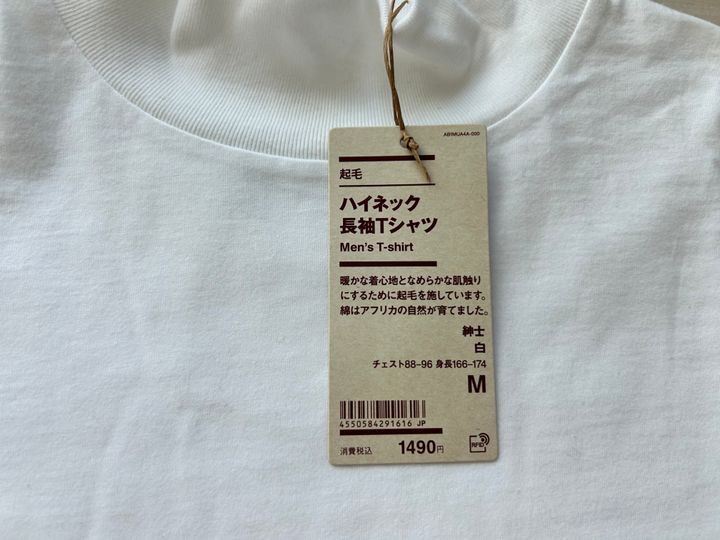 AB1MUA4A-000
起毛
ハイネック
長袖Tシャツ
Men's T-shirt
暖かな着心地となめらかな肌触り
にするために起毛を施しています。
綿はアフリカの自然が育てました。
紳士
白
チェスト88–96 身長166–174
M
4550584291616 JP
消費税込 1490円
RFID